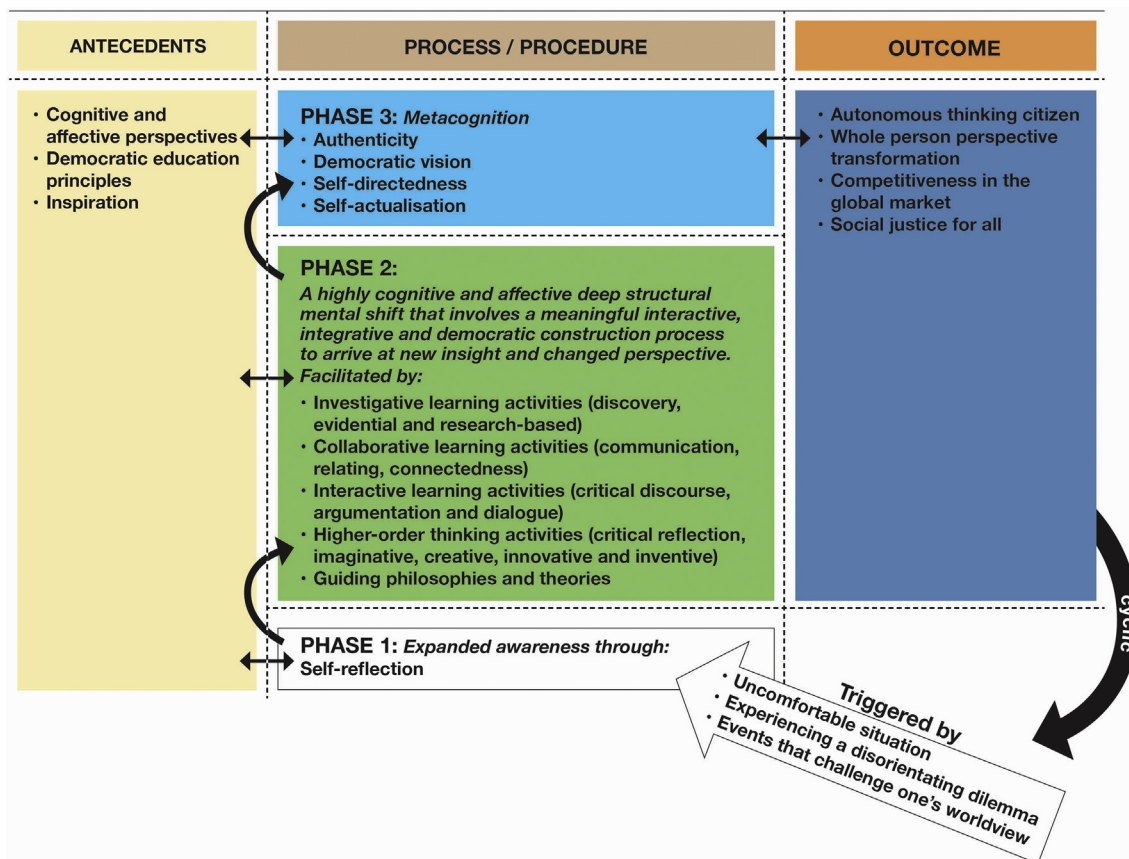 ANTECEDENTS
PROCESS / PROCEDURE
OUTCOME
• Cognitive and
affective perspectives
• Democratic education
principles
• Inspiration
PHASE 3: Metacognition
• Authenticity
• Democratic vision
• Self-directedness
• Self-actualisation
PHASE 2:
A highly cognitive and affective deep structural
mental shift that involves a meaningful interactive,
integrative and democratic construction process
to arrive at new insight and changed perspective.
Facilitated by:
• Investigative learning activities (discovery,
evidential and research-based)
• Collaborative learning activities (communication,
relating, connectedness)
• Interactive learning activities (critical discourse,
argumentation and dialogue)
• Higher-order thinking activities (critical reflection,
imaginative, creative, innovative and inventive)
• Guiding philosophies and theories
PHASE 1: Expanded awareness through:
Self-reflection
• Autonomous thinking citizen
• Whole person perspective
transformation
• Competitiveness in the
global market
• Social justice for all
cyclic
Triggered by
• Uncomfortable situation
• Experiencing a disorientating dilemma
• Events that challenge one's worldview